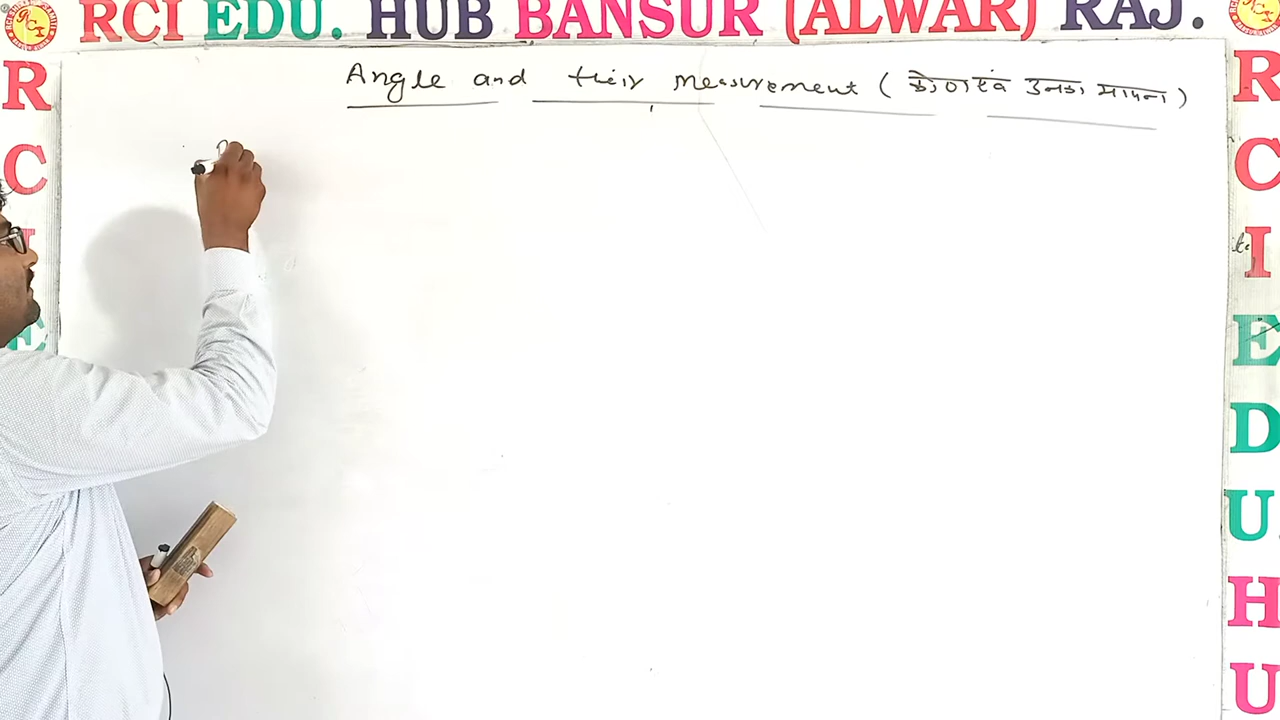 RCI EDU. HUB BANSUR (ALWAR) RAJ.
Angle and their measurement ( कोण एवं उनका मापन )
R
C
I
E
R
C
I
E
D
U
H
U